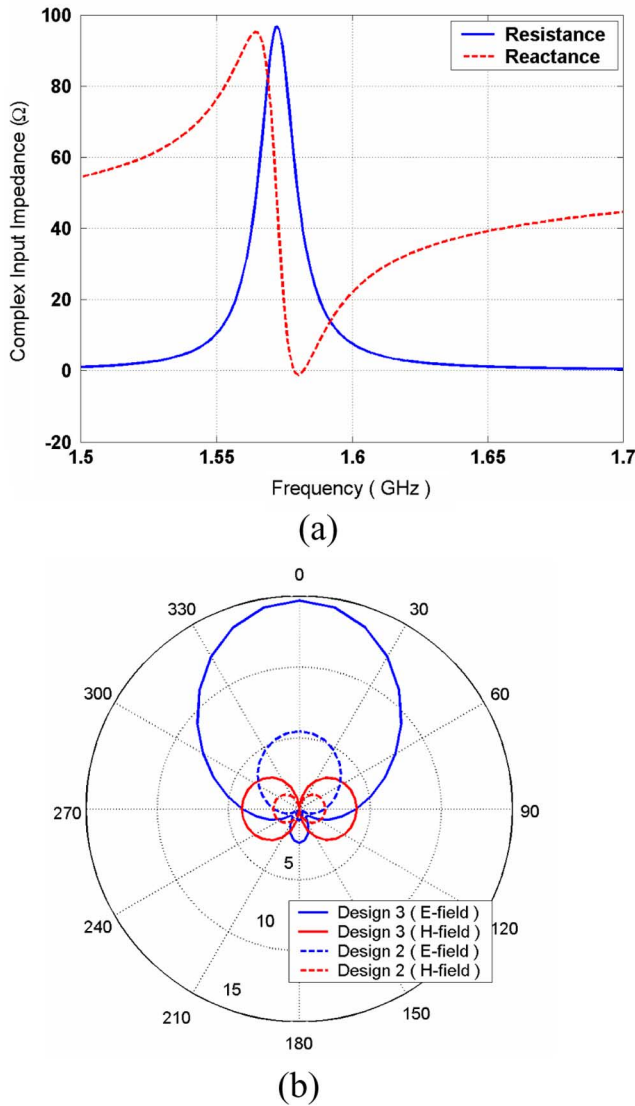 100
80
60
40
20
0
-20
Complex Input Impedance (Ω)
Resistance
Reactance
1.5
1.55
1.6
1.65
1.7
Frequency ( GHz )
(a)
0
330
30
300
60
270
90
240
120
210
150
180
5
10
15
Design 3 ( E-field )
Design 3 ( H-field )
Design 2 ( E-field )
Design 2 ( H-field )
(b)